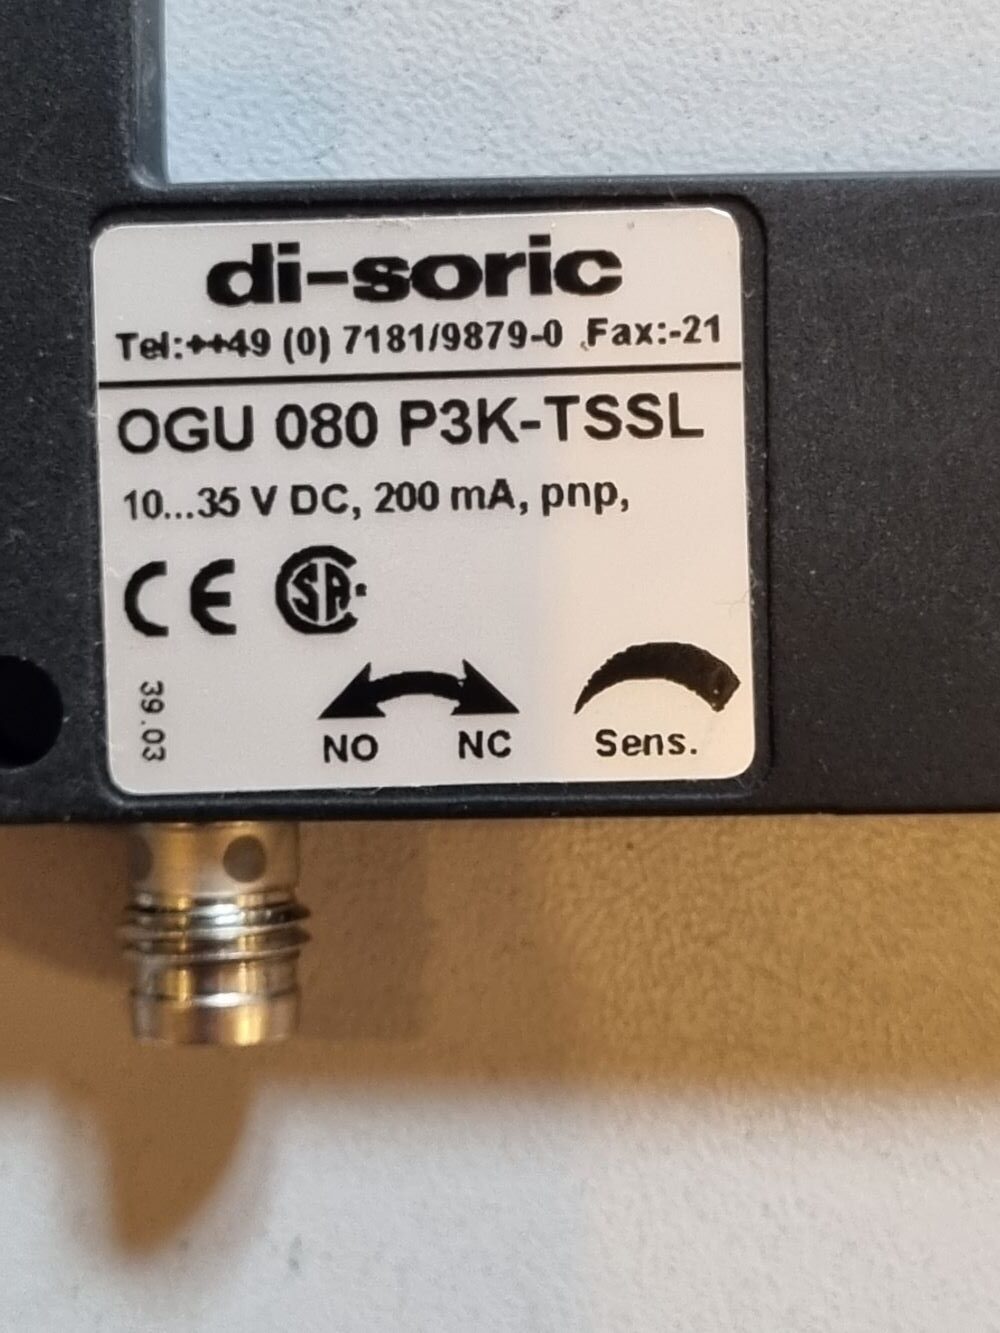 di-soric
Tel:++49 (0) 7181/9879-0 Fax:-21
OGU 080 P3K-TSSL
10...35 V DC, 200 mA, pnp,
CE CSA
39.03
NO NC Sens.